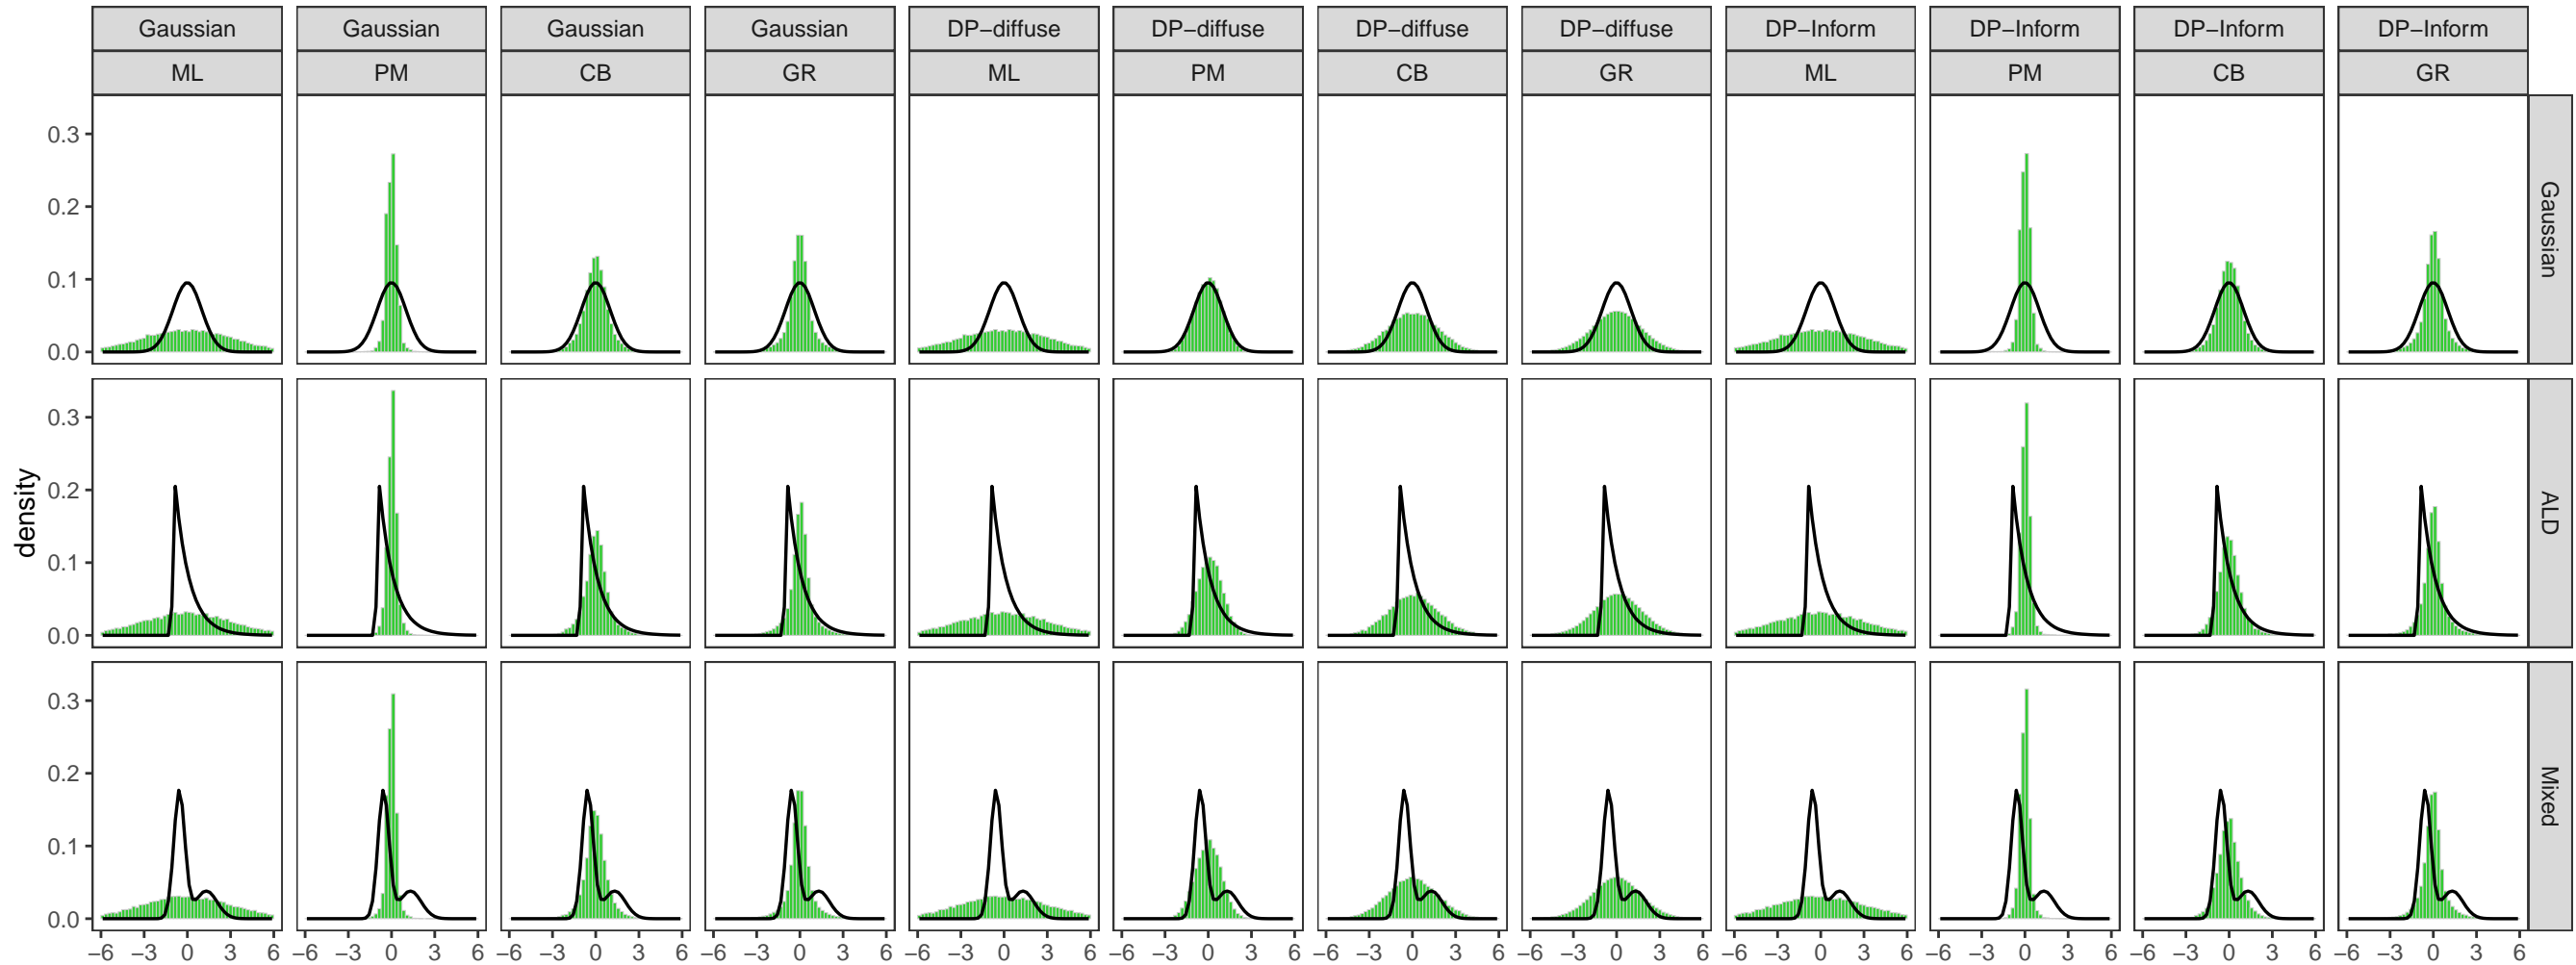 Gaussian Gaussian Gaussian Gaussian DP−diffuse DP−diffuse DP−diffuse DP−diffuse DP−Inform DP−Inform DP−Inform DP−Inform
ML PM CB GR ML PM CB GR ML PM CB GR
0.3
0.2
0.1
0.0
Gaussian
0.3
0.2
0.1
0.0
ALD
density
0.3
0.2
0.1
0.0
Mixed
−6 −3 0 3 6 −6 −3 0 3 6 −6 −3 0 3 6 −6 −3 0 3 6 −6 −3 0 3 6 −6 −3 0 3 6 −6 −3 0 3 6 −6 −3 0 3 6 −6 −3 0 3 6 −6 −3 0 3 6 −6 −3 0 3 6 −6 −3 0 3 6